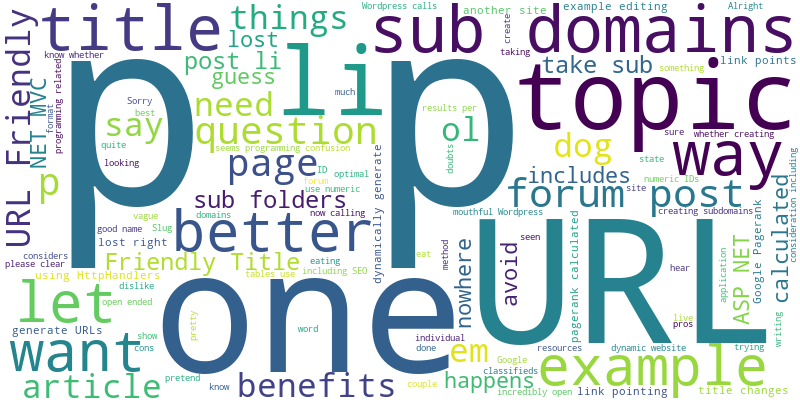 URL Friendly
title
things
Wordpress calls
another site
example editing
Alright
sub domains
know whether
lost
post li
guess
p p
li p
create
taking
take sub
something
link points
topic
programming related
format
NET MVC
Sorry
best
say
quite
looking
need
question
much
results per
ol
doubts
seems programming confusion
dog
sure
whether creating
way
p
page
ID
optimal
forum
use numeric
dynamically generate
includes
state
numeric IDs
forum
site
post
sub folders
now calling
vague
good name
Slug
domains
better
mouthful Wordpress
creating subdomains
consideration including
calculated
Google Pagerank
considers
please clear
lost right
Friendly Title
eating
including SEO
tables use
using HttpHandlers
dislike
open ended
let
one
eat
method
nowhere
avoid
seen
URL
pagerank calculated
hear
application
ASP NET
generate URLs
want
show
cons
pretty
word
individual
done
em
Google
classifieds
resources
dynamic website
live
pros
trying
writing
example
article
pretend
know
benefits
couple
happens
incredibly open
link pointing
title changes